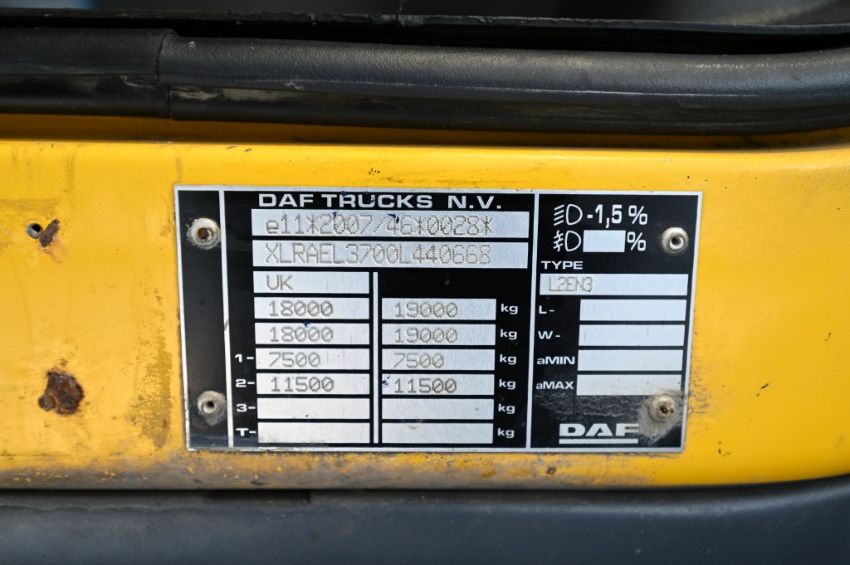 DAF TRUCKS N.V.
e11*2007/46*0028*
XLRAEL3700L440668
UK
18000 19000 kg
18000 19000 kg
1- 7500 7500 kg
2- 11500 11500 kg
3- kg
T- kg
-1,5%
%
TYPE
L2EN3
L-
W-
aMIN
aMAX
DAF